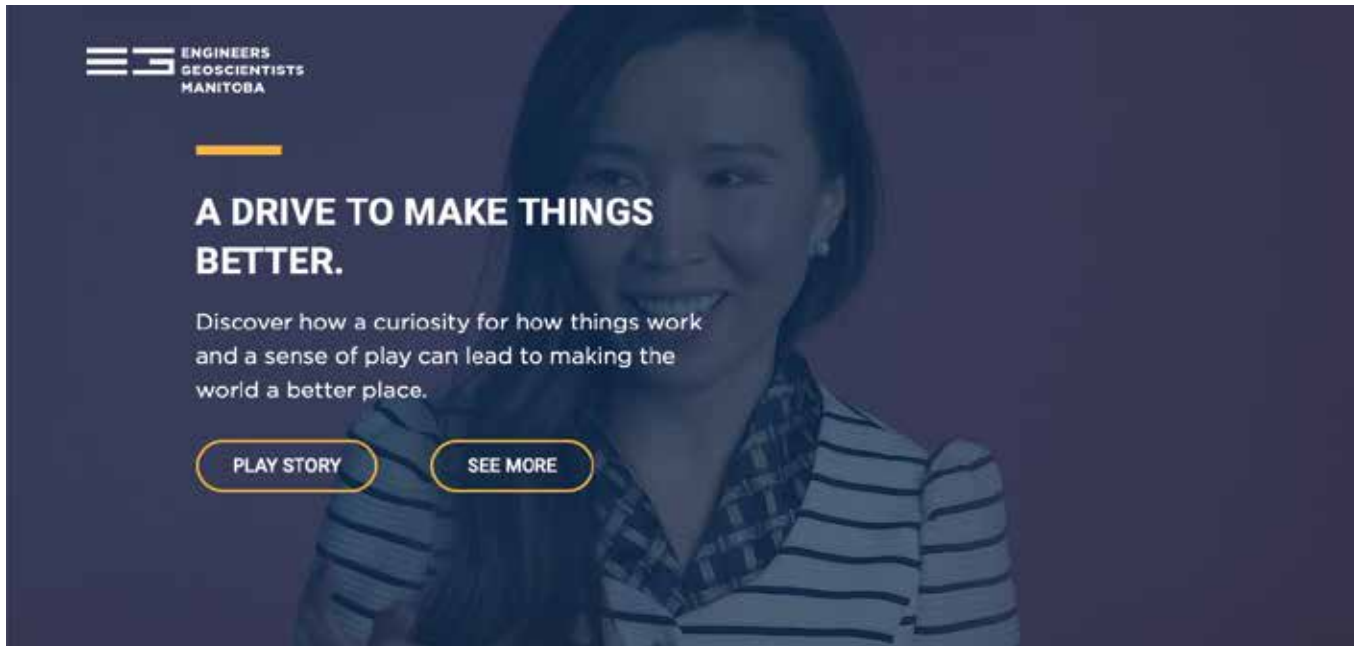 ENGINEERS
GEOSCIENTISTS
MANITOBA
A DRIVE TO MAKE THINGS
BETTER.
Discover how a curiosity for how things work
and a sense of play can lead to making the
world a better place.
PLAY STORY
SEE MORE